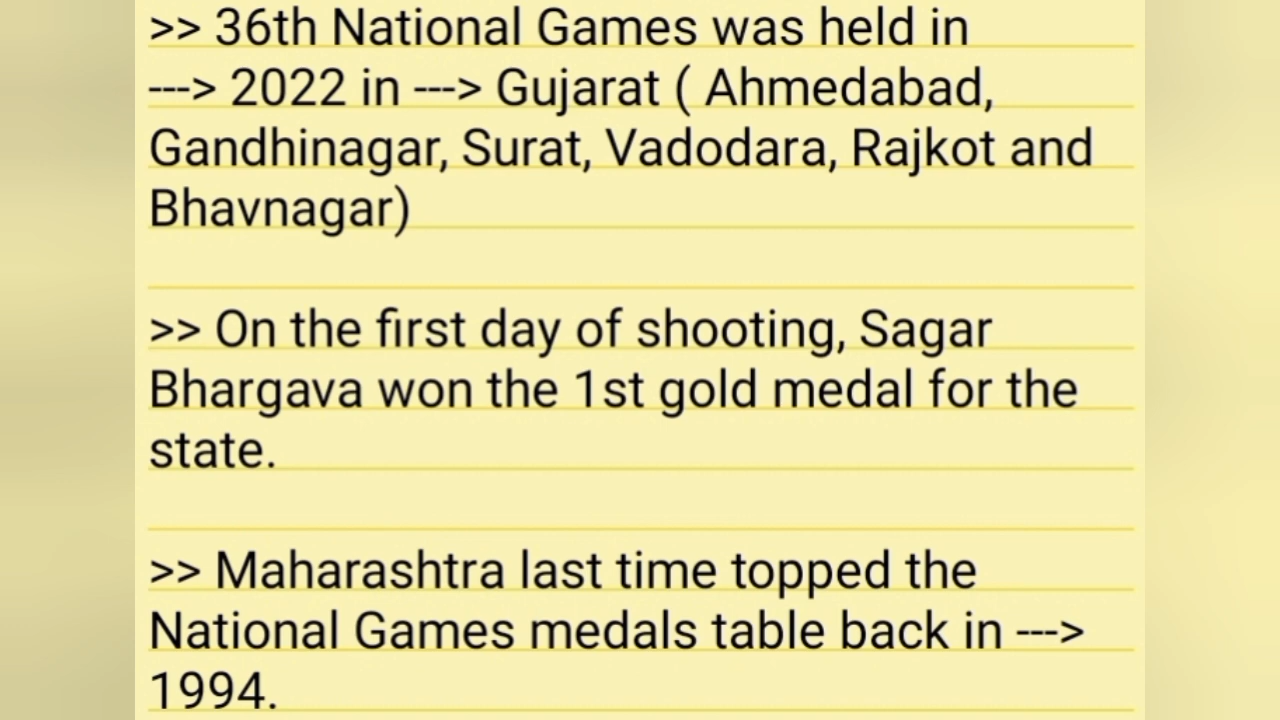 >> 36th National Games was held in
---> 2022 in ---> Gujarat ( Ahmedabad,
Gandhinagar, Surat, Vadodara, Rajkot and
Bhavnagar)
>> On the first day of shooting, Sagar
Bhargava won the 1st gold medal for the
state.
>> Maharashtra last time topped the
National Games medals table back in --->
1994.